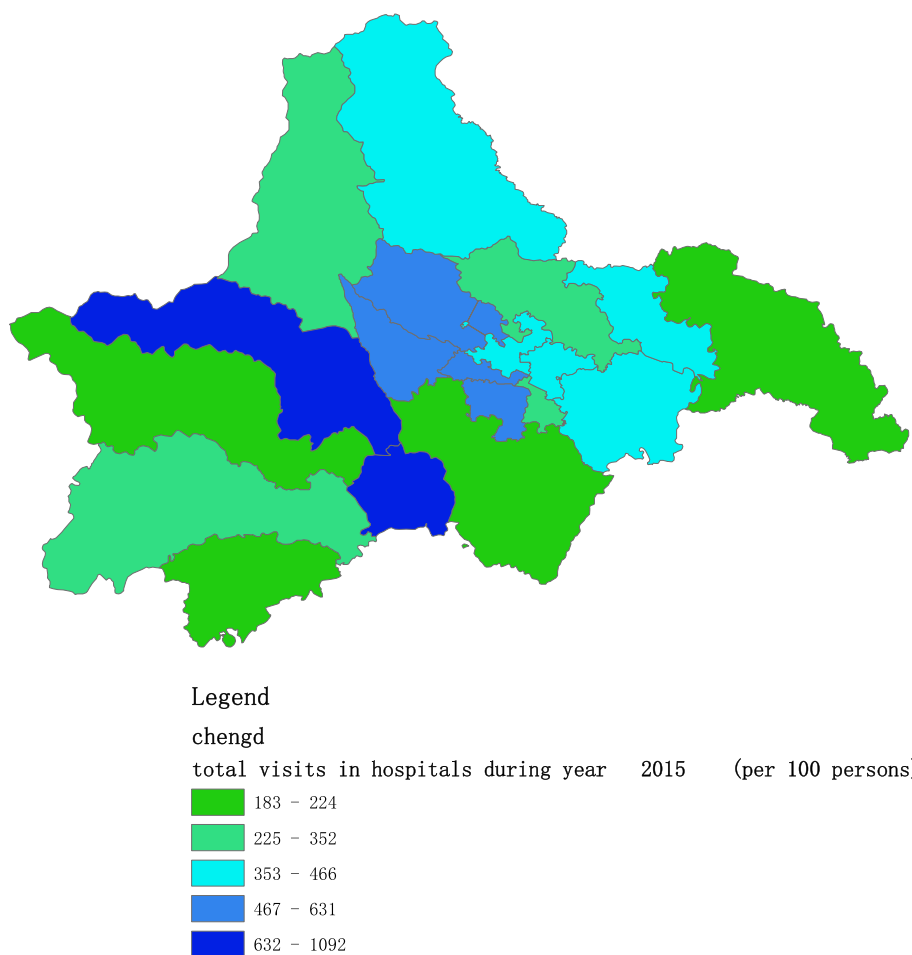 Legend
chengd
total visits in hospitals during year 2015 (per 100 persons)
183 - 224
225 - 352
353 - 466
467 - 631
632 - 1092